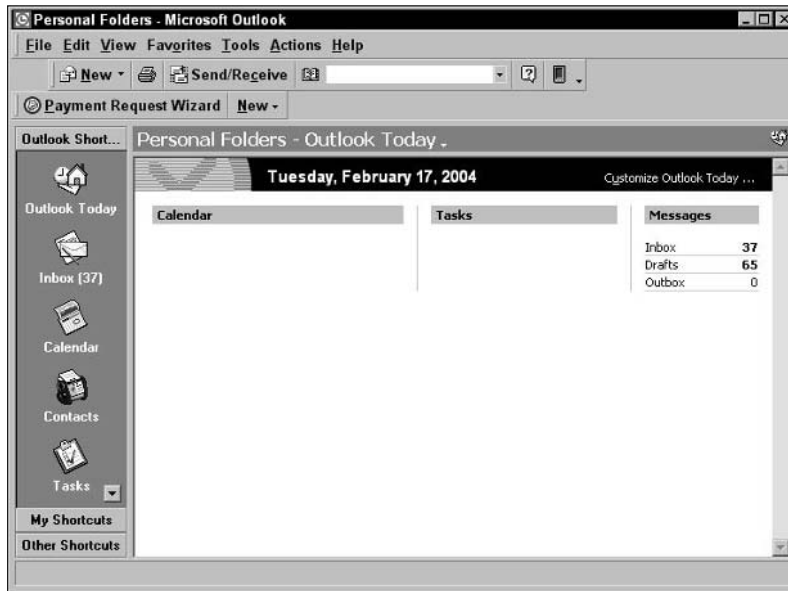 Personal Folders - Microsoft Outlook
File Edit View Favorites Tools Actions Help
New Send/Receive
Payment Request Wizard New
Outlook Short... Personal Folders - Outlook Today
Tuesday, February 17, 2004 Customize Outlook Today ...
Outlook Today
Calendar Tasks Messages
Inbox 37
Drafts 65
Outbox 0
Inbox (37)
Calendar
Contacts
Tasks
My Shortcuts
Other Shortcuts